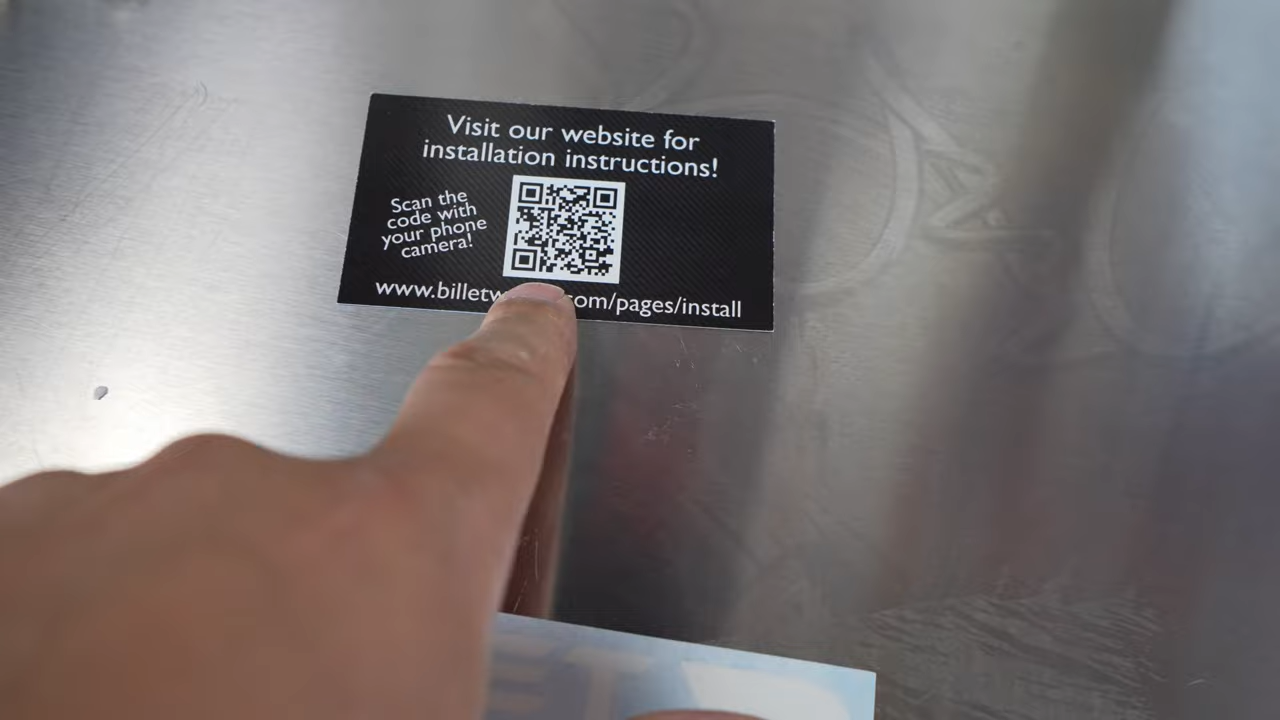 Visit our website for
installation instructions!
Scan the
code with
your phone
camera!
www.billetw com/pages/install